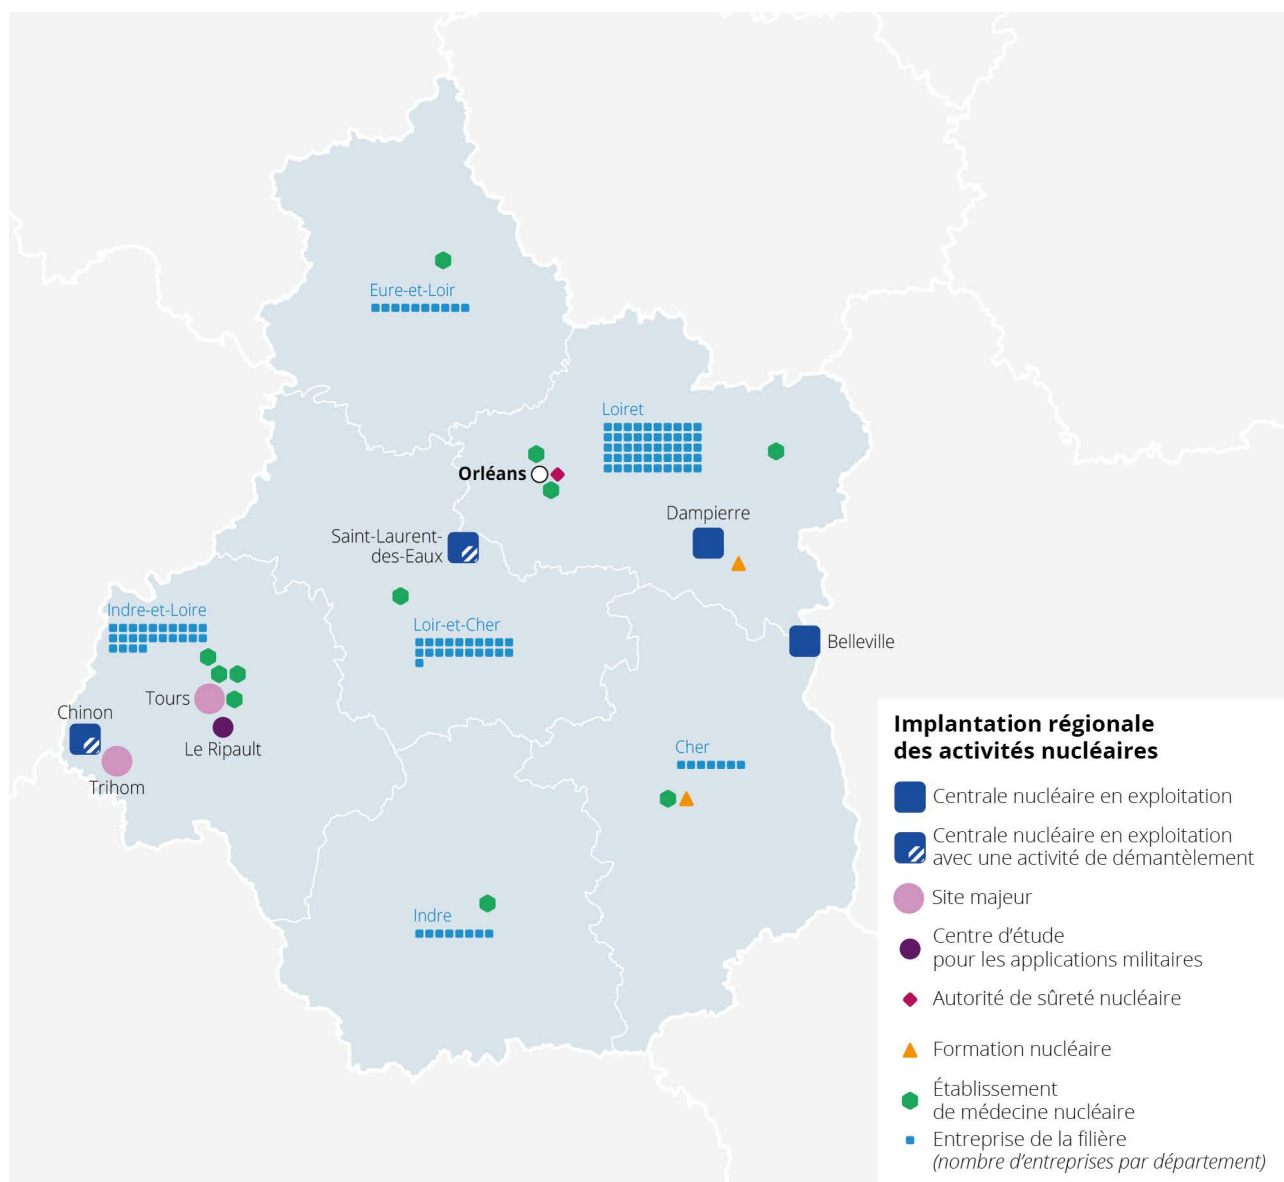 Eure-et-Loir
Loiret
Orléans
Dampierre
Saint-Laurent-
des-Eaux
Indre-et-Loire
Loir-et-Cher
Belleville
Tours
Chinon
Le Ripault
Trihom
Cher
Indre
Implantation régionale
des activités nucléaires
Centrale nucléaire en exploitation
Centrale nucléaire en exploitation
avec une activité de démantèlement
Site majeur
Centre d’étude
pour les applications militaires
Autorité de sûreté nucléaire
Formation nucléaire
Établissement
de médecine nucléaire
Entreprise de la filière
(nombre d’entreprises par département)